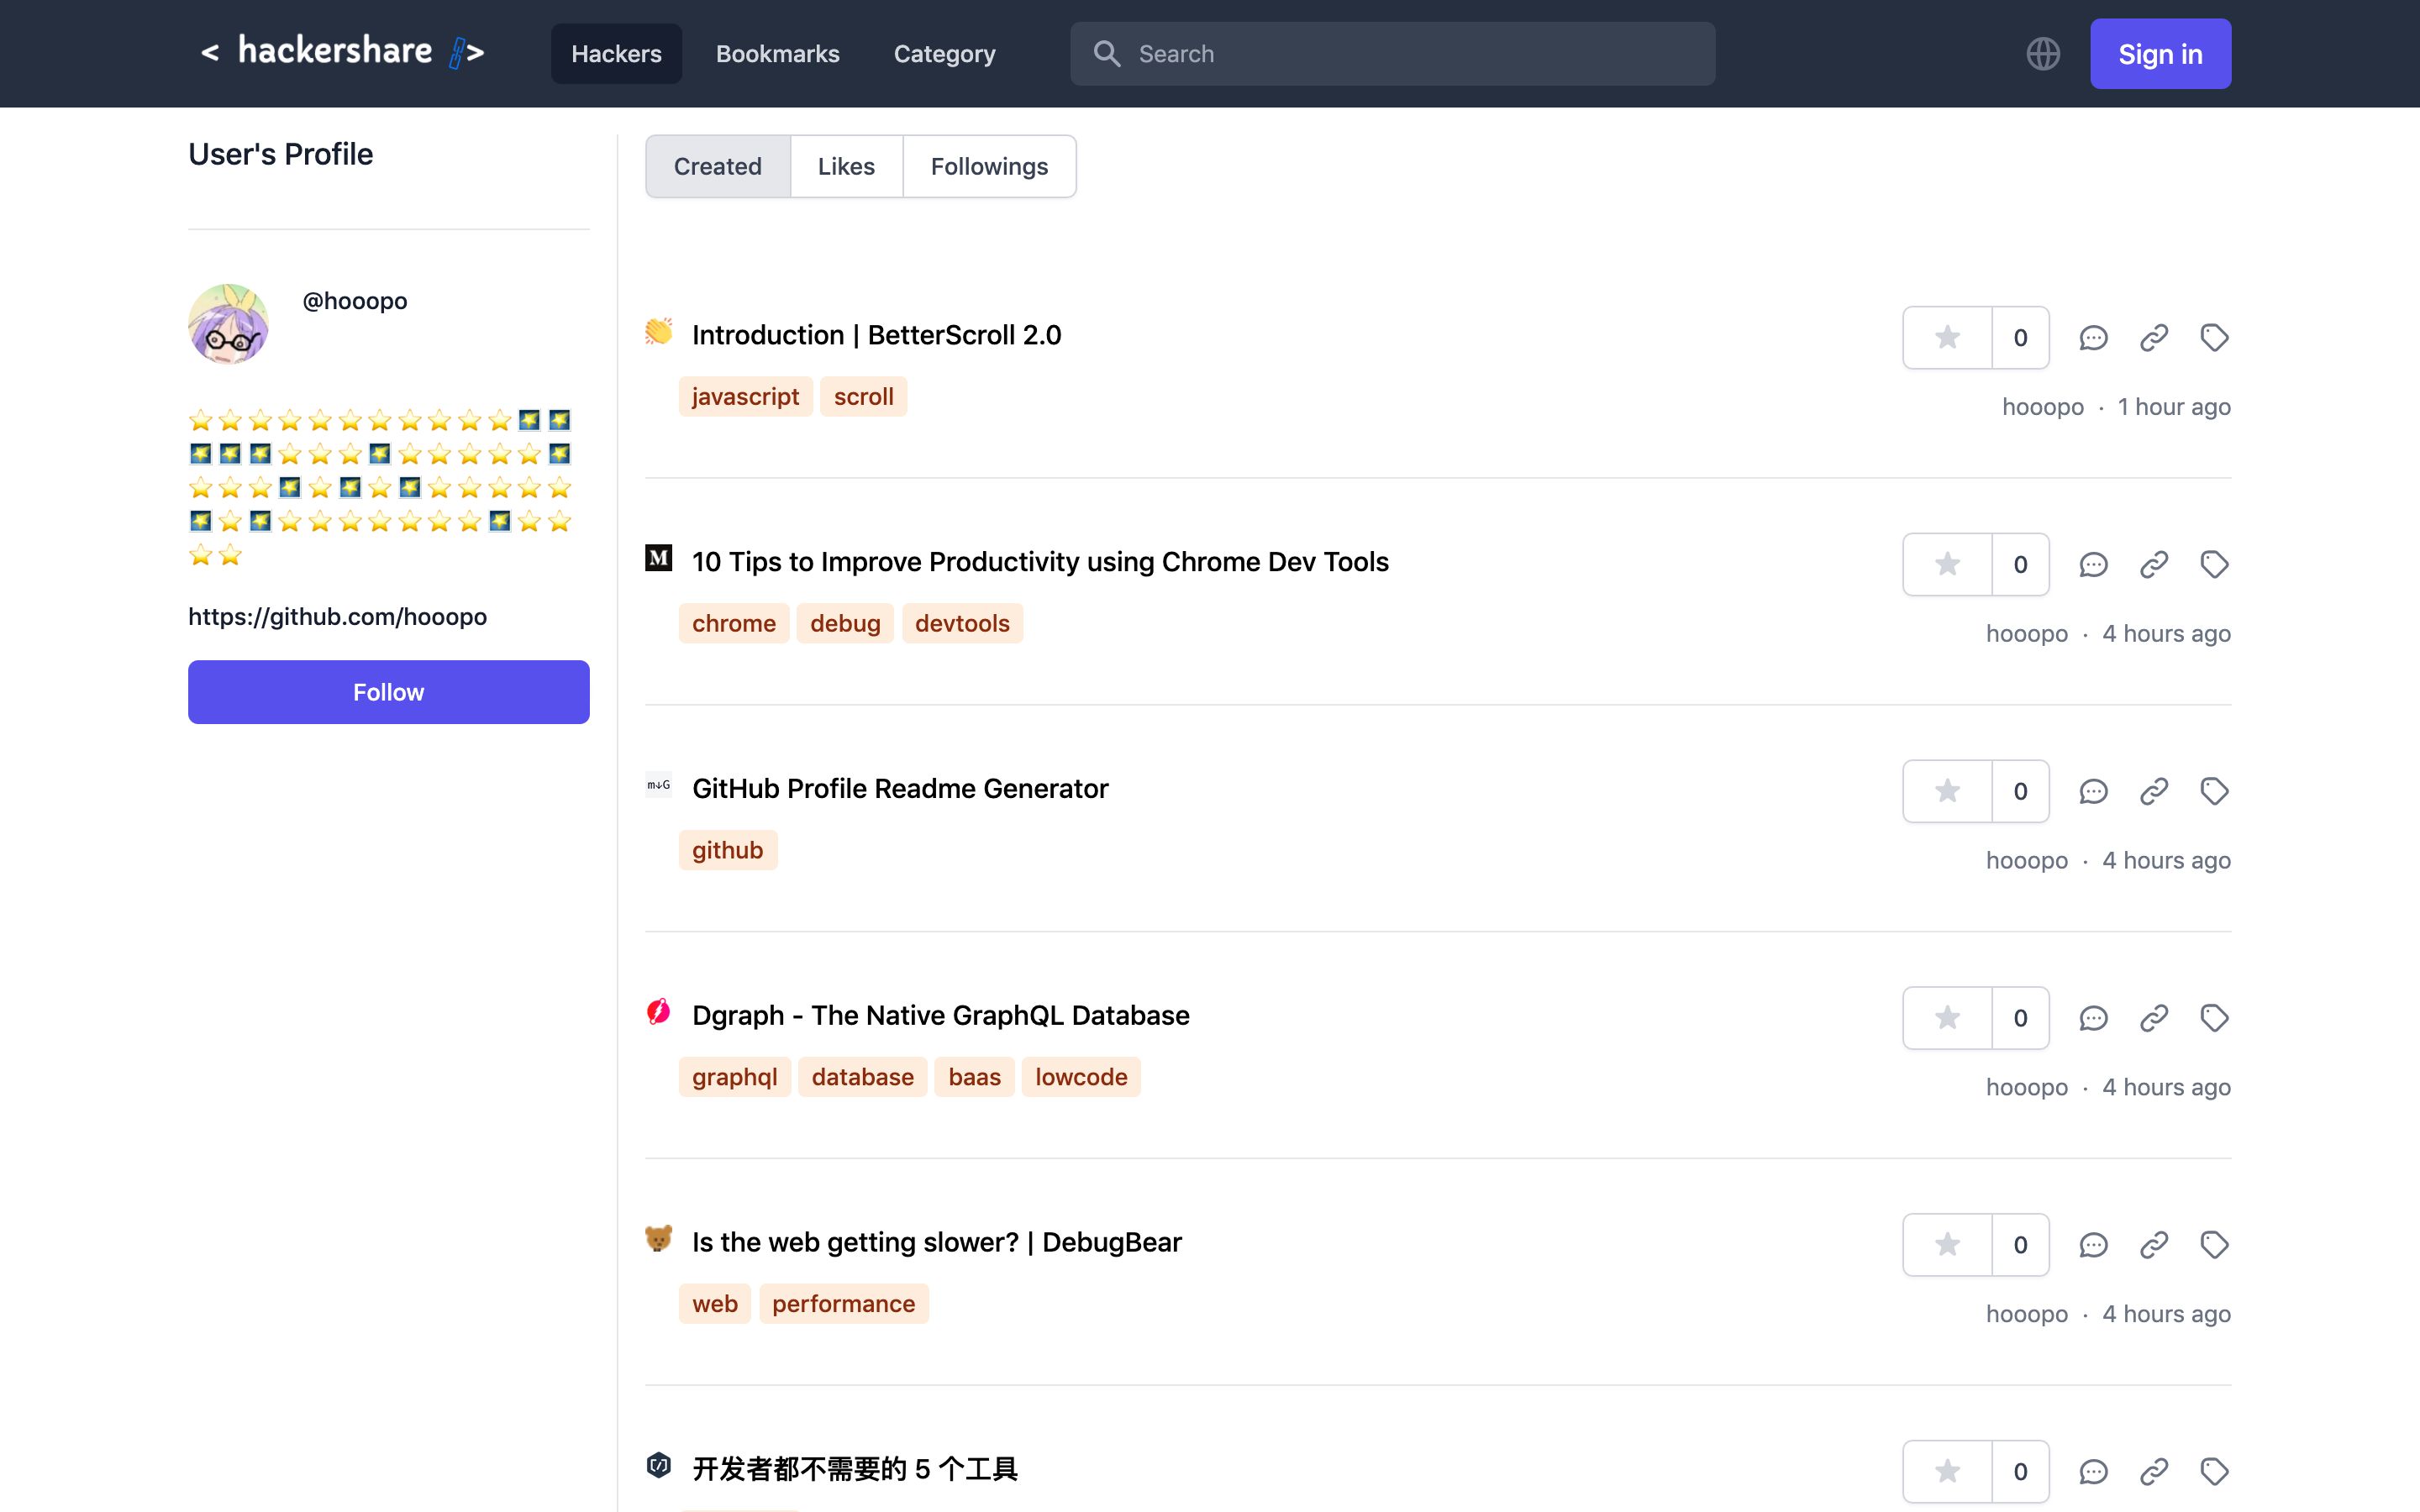 < hackershare >
Hackers
Bookmarks
Category
Search
Sign in
User's Profile
@hooopo
https://github.com/hooopo
Follow
Created
Likes
Followings
Introduction | BetterScroll 2.0
0
javascript scroll
hooopo · 1 hour ago
M
10 Tips to Improve Productivity using Chrome Dev Tools
0
chrome debug devtools
hooopo · 4 hours ago
m↓G
GitHub Profile Readme Generator
0
github
hooopo · 4 hours ago
Dgraph - The Native GraphQL Database
0
graphql database baas lowcode
hooopo · 4 hours ago
Is the web getting slower? | DebugBear
0
web performance
hooopo · 4 hours ago
开发者都不需要的 5 个工具
0